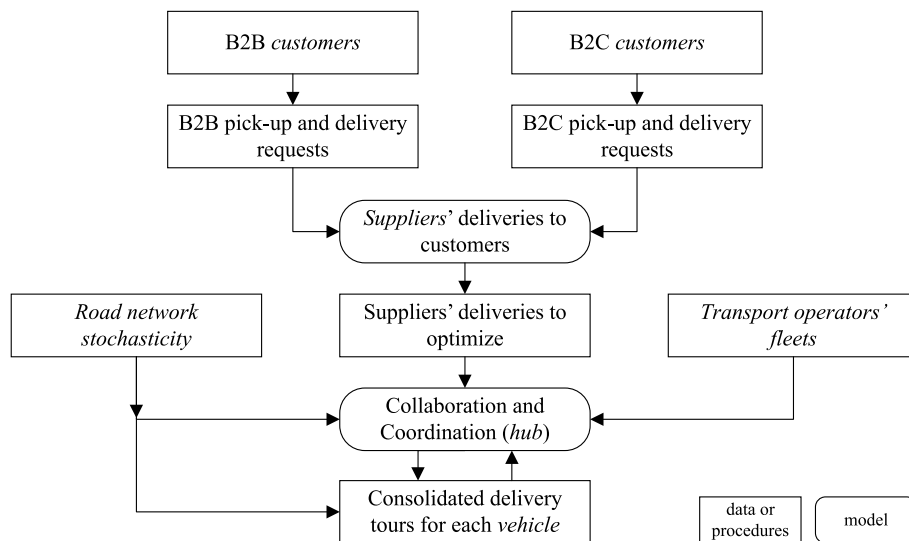 B2B customers
B2C customers
B2B pick-up and delivery
requests
B2C pick-up and delivery
requests
Suppliers’ deliveries to
customers
Road network
stochasticity
Suppliers’ deliveries to
optimize
Transport operators’
fleets
Collaboration and
Coordination (hub)
Consolidated delivery
tours for each vehicle
data or
procedures
model